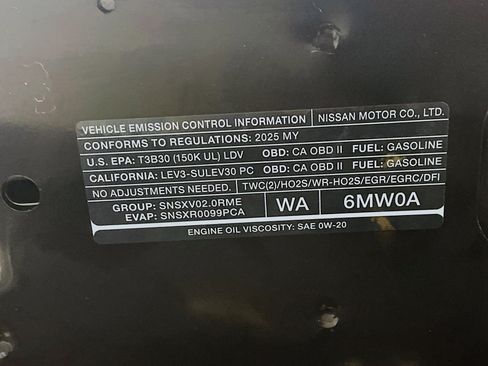 VEHICLE EMISSION CONTROL INFORMATION NISSAN MOTOR CO., LTD.
CONFORMS TO REGULATIONS: 2025 MY
U.S. EPA: T3B30 (150K UL) LDV OBD: CA OBD II FUEL: GASOLINE
CALIFORNIA: LEV3-SULEV30 PC OBD: CA OBD II FUEL: GASOLINE
NO ADJUSTMENTS NEEDED. TWC(2)/HO2S/WR-HO2S/EGR/EGRC/DFI
GROUP: SNSXV02.0RME
EVAP: SNSXR0099PCA
WA 6MW0A
ENGINE OIL VISCOSITY: SAE 0W-20